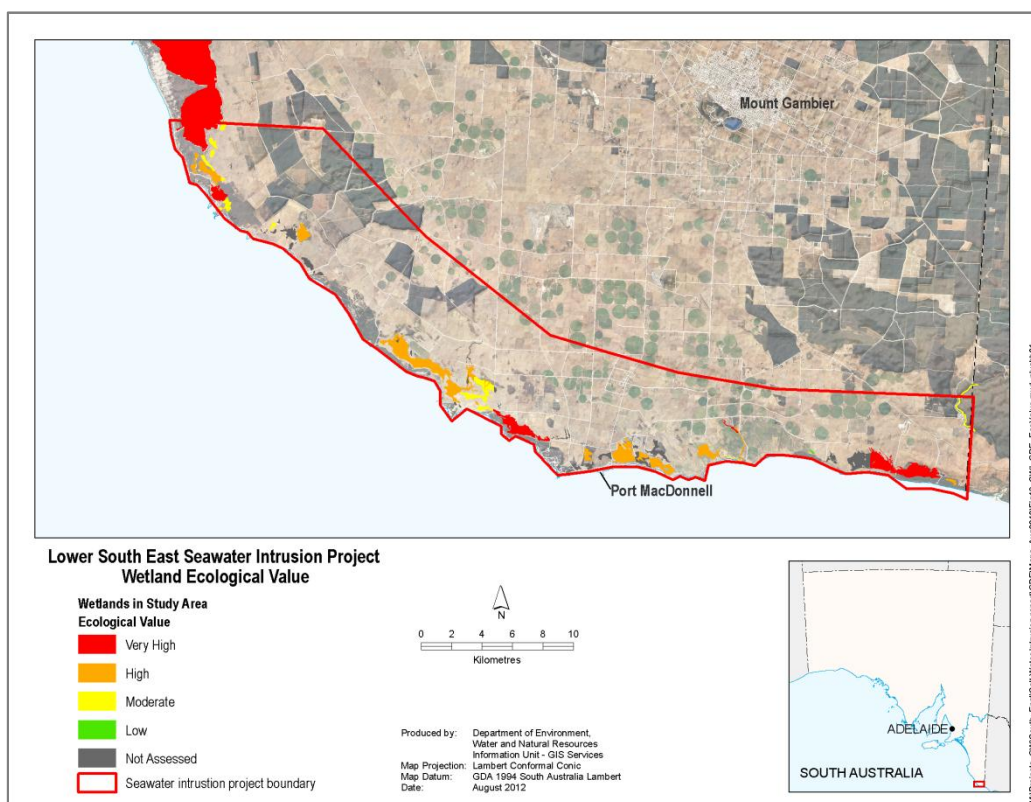 Mount Gambier
Port MacDonnell
Lower South East Seawater Intrusion Project
Wetland Ecological Value
Wetlands in Study Area
Ecological Value
Very High
High
Moderate
Low
Not Assessed
Seawater intrustion project boundary
N
0 2 4 6 8 10
Kilometres
Produced by: Department of Environment,
Water and Natural Resources
Information Unit - GIS Services
Map Projection: Lambert Conformal Conic
Map Datum: GDA 1994 South Australia Lambert
Date: August 2012
ADELAIDE
SOUTH AUSTRALIA